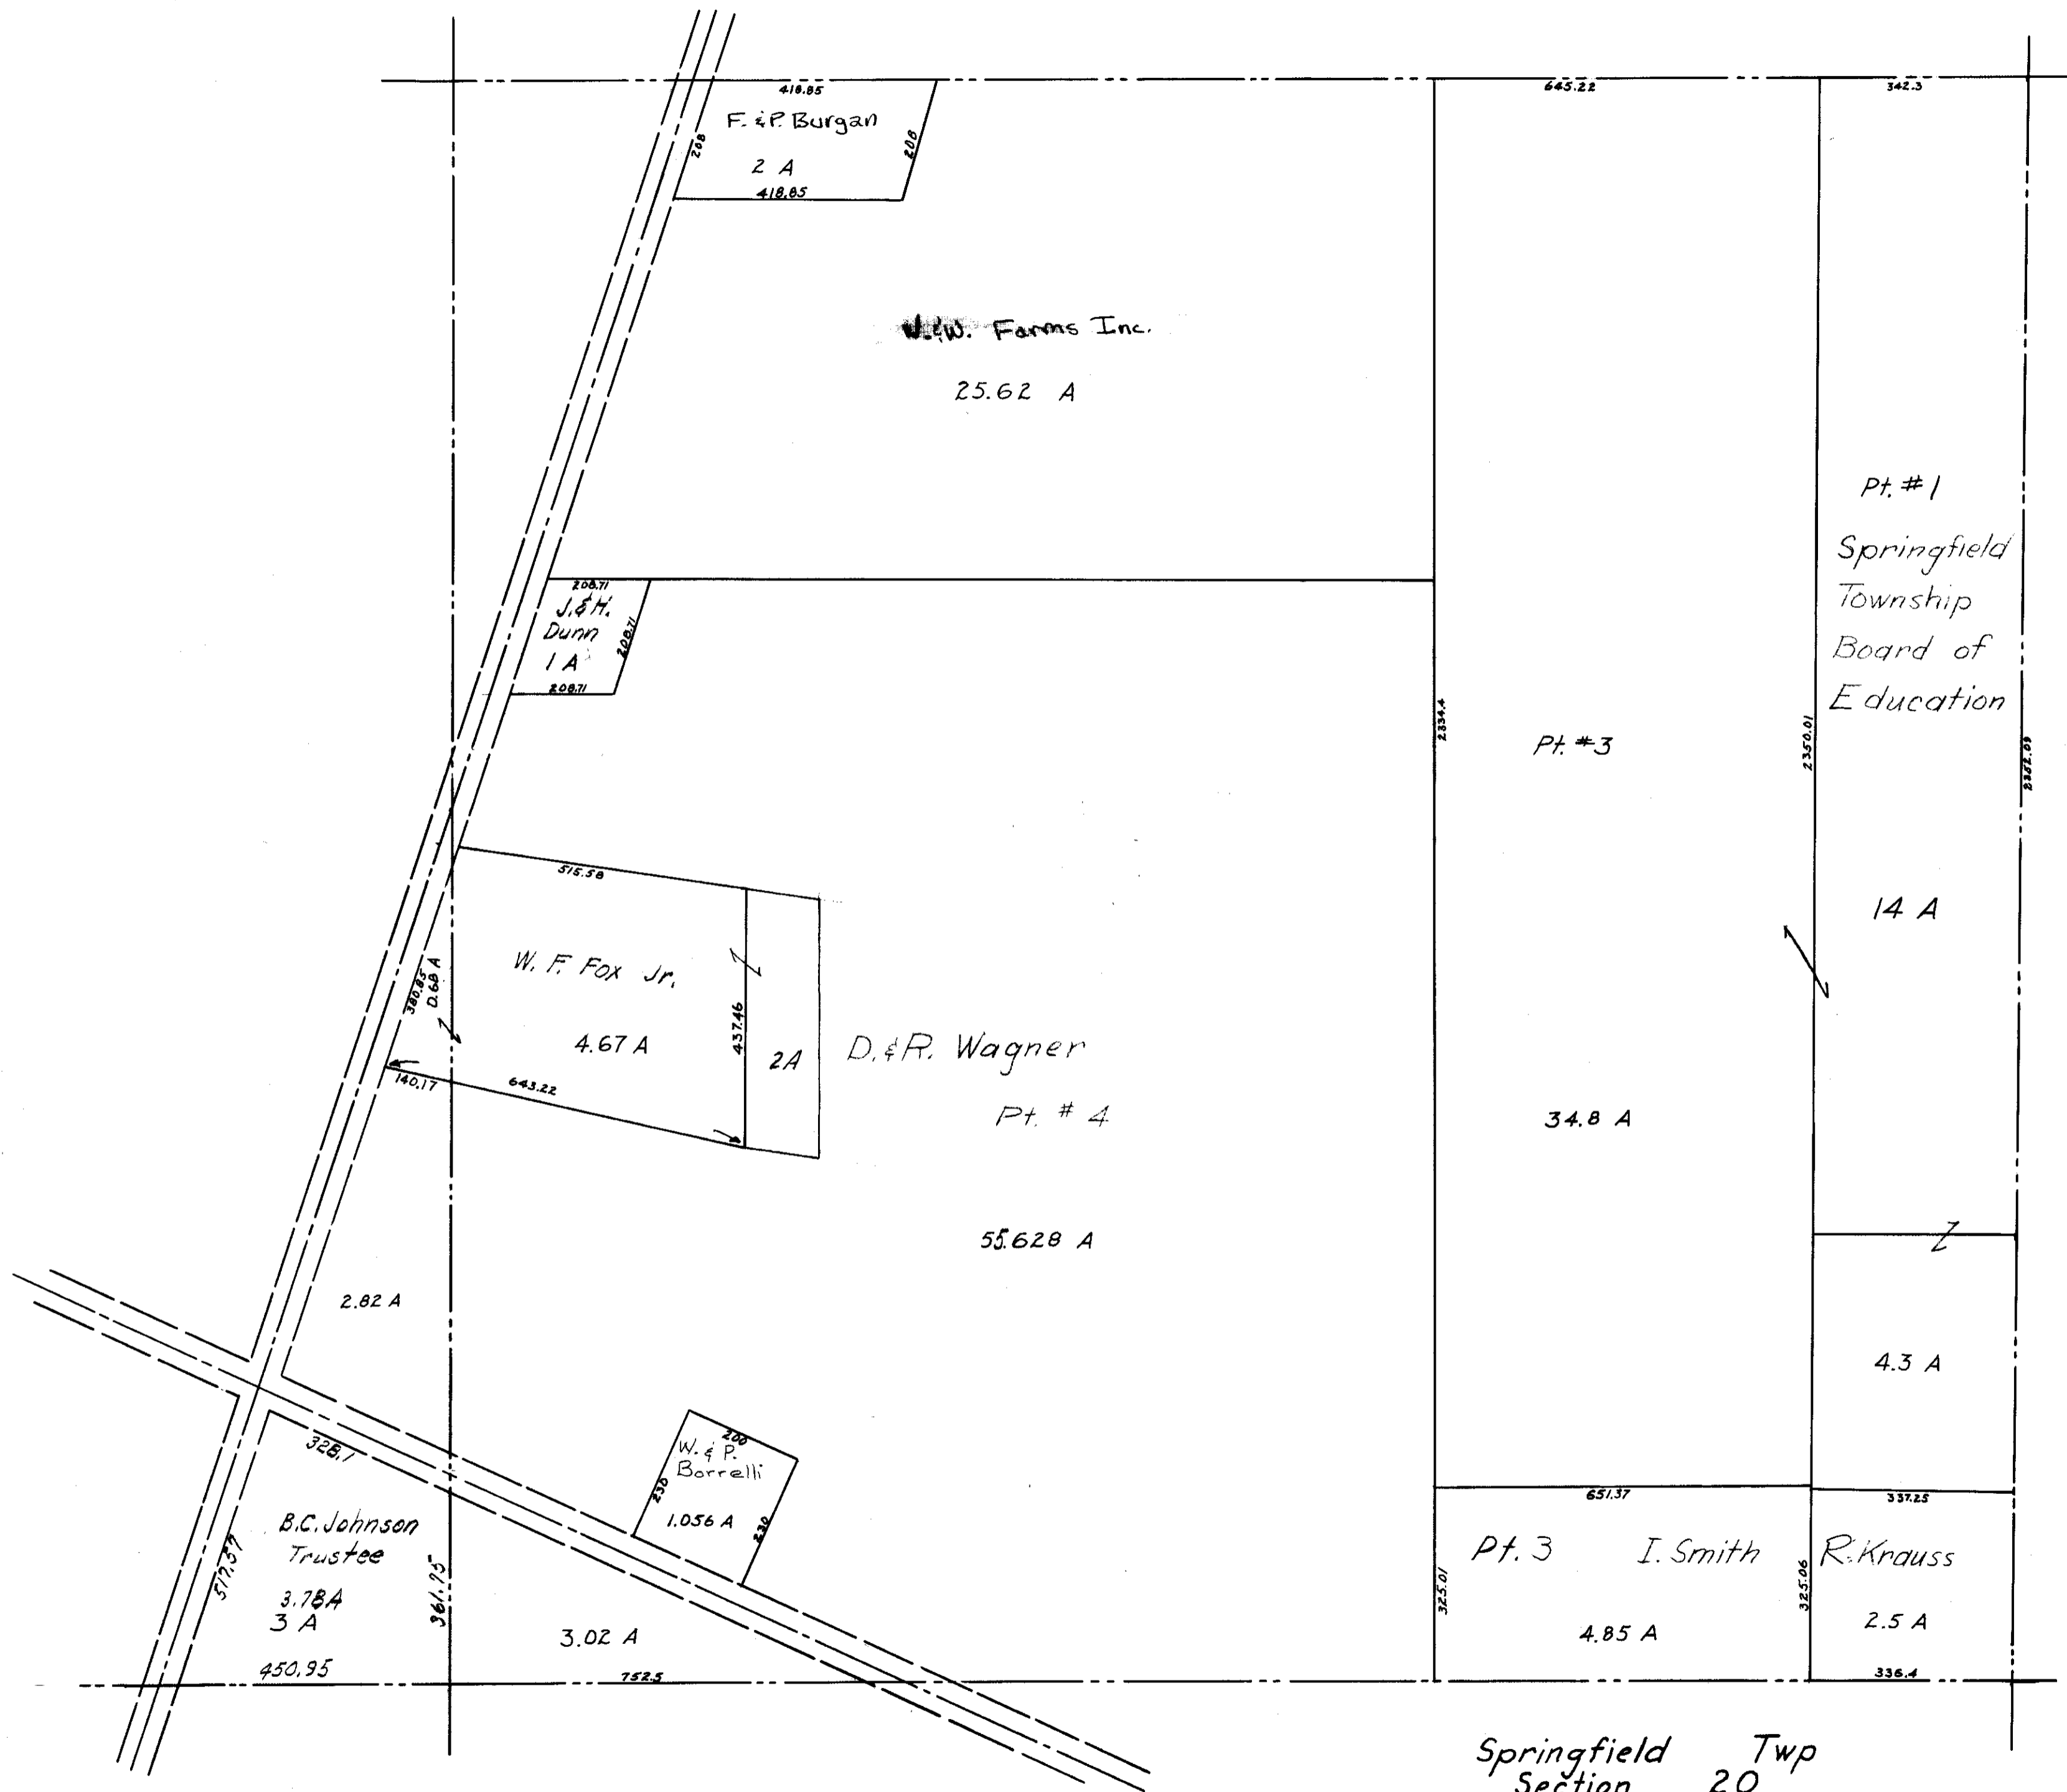 418.85
645.22
342.3
F. & P. Burgan
208
208
2 A
418.85
W. & W. Farms Inc.
25.62 A
Pt. #1
Springfield
Township
Board of
Education
208.71
J. & H.
Dunn
208.71
1 A
208.71
2334.4
Pt. #3
2350.01
2352.09
515.58
14 A
W. F. Fox Jr.
380.85
0.68 A
437.46
4.67 A
2A
D. & R. Wagner
140.17
643.22
Pt. # 4
34.8 A
55.628 A
2.82 A
4.3 A
328.1
200
W. & P.
Borrelli
230
1.056 A
230
651.37
337.25
B.C. Johnson
Trustee
517.57
3.78A
3 A
361.75
450.95
3.02 A
752.5
Pt. 3 I. Smith
R. Krauss
325.01
325.06
4.85 A
2.5 A
336.4
Springfield Twp
Section 20